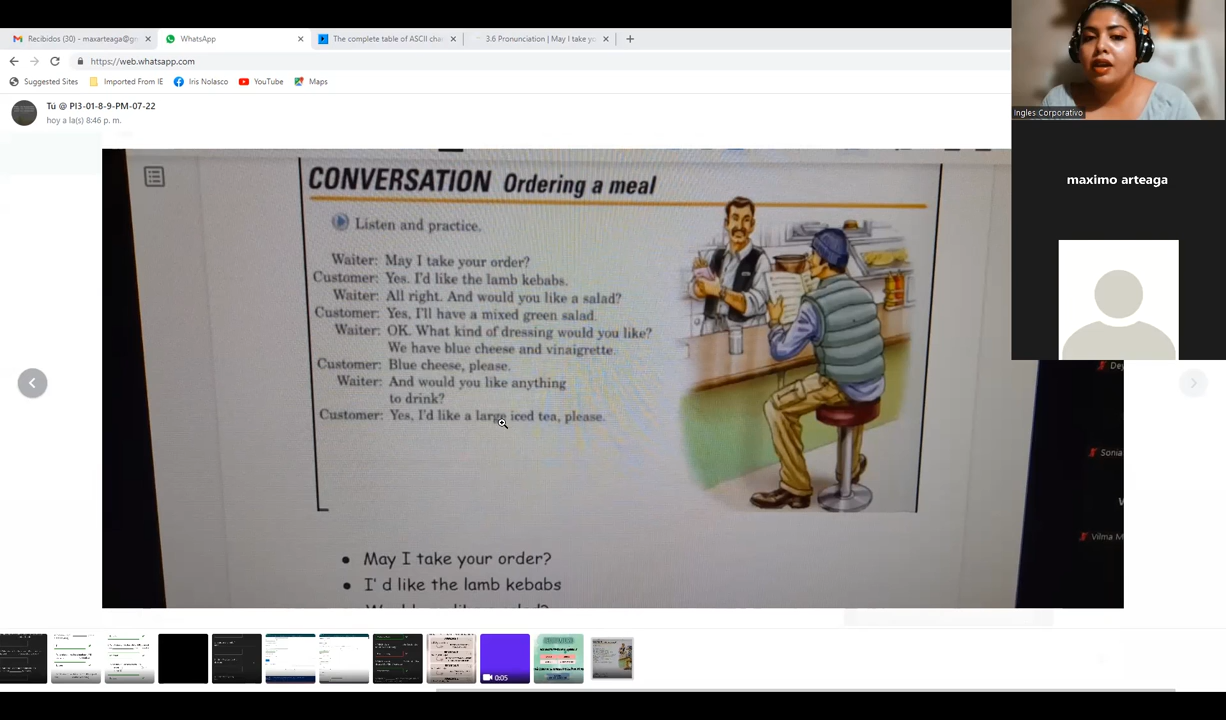 Recibidos (30) - maxarteaga@gm
WhatsApp
The complete table of ASCII cha
3.6 Pronunciation | May I take yo
https://web.whatsapp.com
Suggested Sites
Imported From IE
Iris Nolasco
YouTube
Maps
Tú @ PI3-01-8-9-PM-07-22
hoy a la(s) 8:46 p. m.
Ingles Corporativo
maximo arteaga
CONVERSATION Ordering a meal
Listen and practice.
Waiter: May I take your order?
Customer: Yes. I'd like the lamb kebabs.
Waiter: All right. And would you like a salad?
Customer: Yes, I'll have a mixed green salad.
Waiter: OK. What kind of dressing would you like?
We have blue cheese and vinaigrette.
Customer: Blue cheese, please.
Waiter: And would you like anything
to drink?
Customer: Yes, I'd like a large iced tea, please.
Sonia
Vilma M
May I take your order?
I' d like the lamb kebabs
0:05